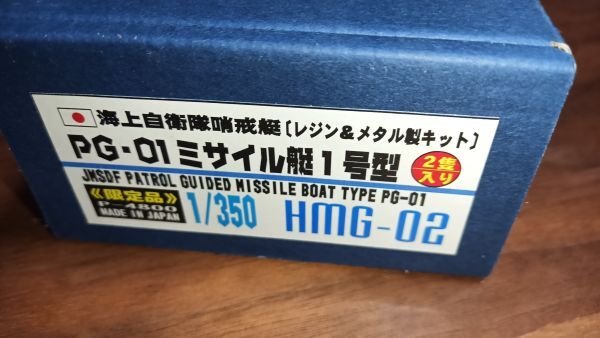 海上自衛隊哨戒艇〔レジン&メタル製キット〕
PG-01ミサイル艇1号型
2隻入り
JMSDF PATROL GUIDED MISSILE BOAT TYPE PG-01
《限定品》
P-4800
MADE IN JAPAN
1/350
HMG-02